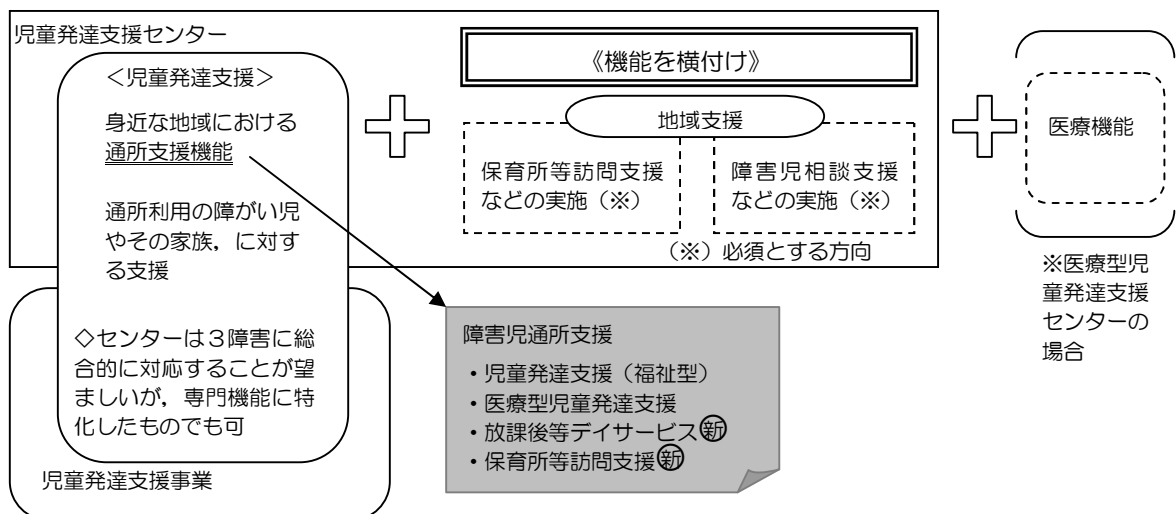 児童発達支援センター
＜児童発達支援＞
身近な地域における
通所支援機能
通所利用の障がい児
やその家族，に対す
る支援
◇センターは３障害に総
合的に対応することが望
ましいが，専門機能に特
化したものでも可
児童発達支援事業
《機能を横付け》
地域支援
保育所等訪問支援
などの実施（※）
障害児相談支援
などの実施（※）
（※）必須とする方向
医療機能
※医療型児
童発達支援
センターの
場合
障害児通所支援
・児童発達支援（福祉型）
・医療型児童発達支援
・放課後等デイサービス㊟新
・保育所等訪問支援新